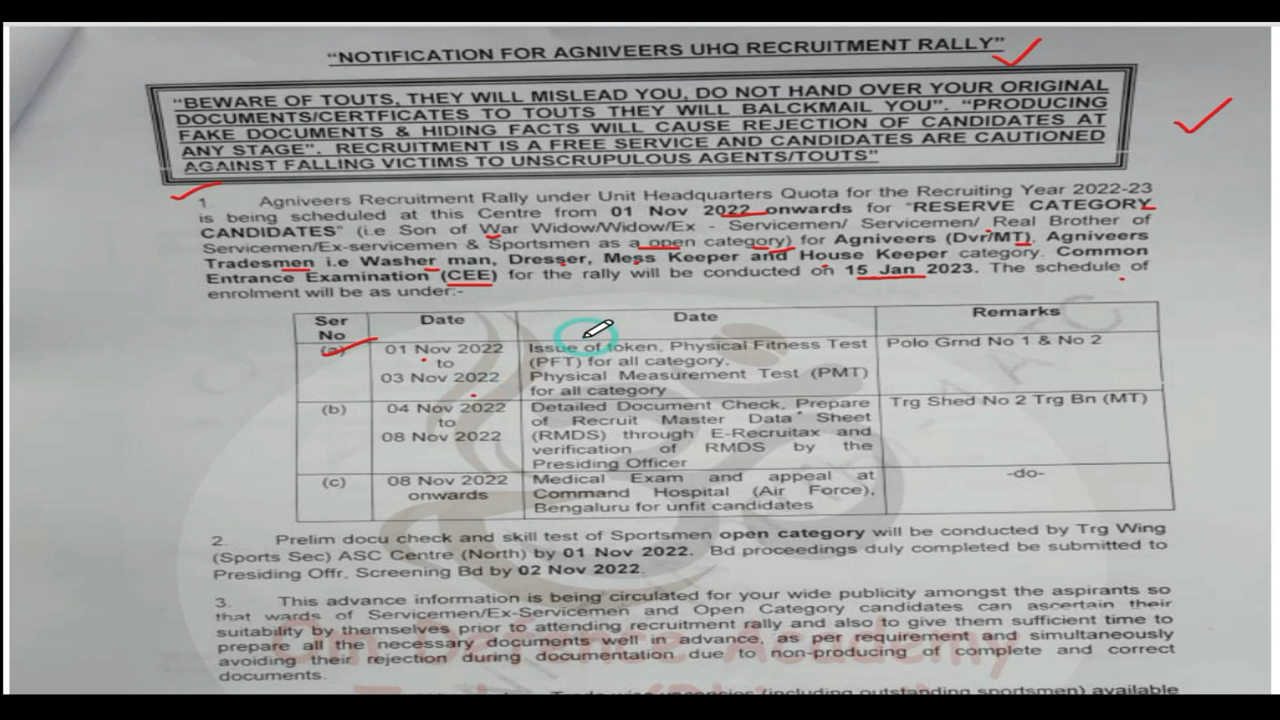 "NOTIFICATION FOR AGNIVEERS UHQ RECRUITMENT RALLY"
"BEWARE OF TOUTS, THEY WILL MISLEAD YOU, DO NOT HAND OVER YOUR ORIGINAL
DOCUMENTS/CERTFICATES TO TOUTS THEY WILL BALCKMAIL YOU". "PRODUCING
FAKE DOCUMENTS & HIDING FACTS WILL CAUSE REJECTION OF CANDIDATES AT
ANY STAGE". RECRUITMENT IS A FREE SERVICE AND CANDIDATES ARE CAUTIONED
AGAINST FALLING VICTIMS TO UNSCRUPULOUS AGENTS/TOUTS"
1. Agniveers Recruitment Rally under Unit Headquarters Quota for the Recruiting Year 2022-23
is being scheduled at this Centre from 01 Nov 2022 onwards for "RESERVE CATEGORY
CANDIDATES" (i.e Son of War Widow/Widow/Ex - Servicemen/ Servicemen/ Real Brother of
Servicemen/Ex-servicemen & Sportsmen as a open category) for Agniveers (Dvr/MT), Agniveers
Tradesmen i.e Washer man, Dresser, Mess Keeper and House Keeper category. Common
Entrance Examination (CEE) for the rally will be conducted on 15 Jan 2023. The schedule of
enrolment will be as under:-
Ser No Date Date Remarks
(a) 01 Nov 2022 Issue of token, Physical Fitness Test Polo Grnd No 1 & No 2
to (PFT) for all category,
03 Nov 2022 Physical Measurement Test (PMT)
for all category
(b) 04 Nov 2022 Detailed Document Check, Prepare Trg Shed No 2 Trg Bn (MT)
to of Recruit Master Data Sheet
08 Nov 2022 (RMDS) through E-Recruitax and
verification of RMDS by the
Presiding Officer
(c) 08 Nov 2022 Medical Exam and appeal at -do-
onwards Command Hospital (Air Force),
Bengaluru for unfit candidates
2. Prelim docu check and skill test of Sportsmen open category will be conducted by Trg Wing
(Sports Sec) ASC Centre (North) by 01 Nov 2022. Bd proceedings duly completed be submitted to
Presiding Offr, Screening Bd by 02 Nov 2022.
3. This advance information is being circulated for your wide publicity amongst the aspirants so
that wards of Servicemen/Ex-Servicemen and Open Category candidates can ascertain their
suitability by themselves prior to attending recruitment rally and also to give them sufficient time to
prepare all the necessary documents well in advance, as per requirement and simultaneously
avoiding their rejection during documentation due to non-producing of complete and correct
documents.
(including outstanding sportsmen) available